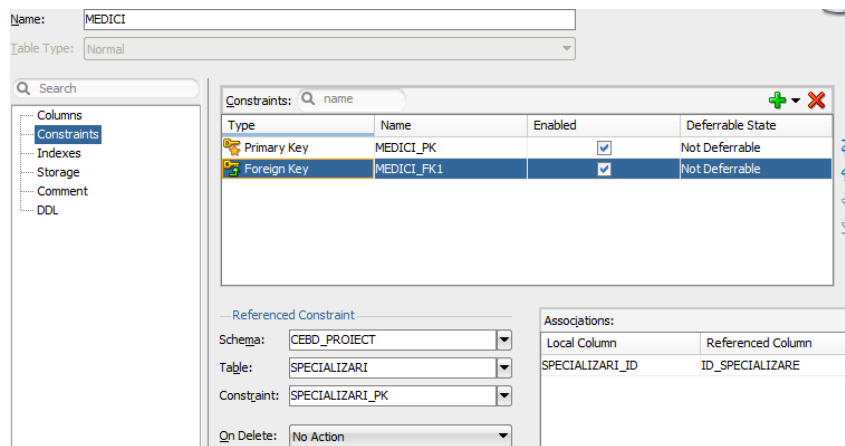 Name: MEDICI
Table Type: Normal
Search
Columns
Constraints
Indexes
Storage
Comment
DDL
Constraints: name
Type Name Enabled Deferrable State
Primary Key MEDICI_PK Not Deferrable
Foreign Key MEDICI_FK1 Not Deferrable
Referenced Constraint
Schema: CEBD_PROIECT
Table: SPECIALIZARI
Constraint: SPECIALIZARI_PK
On Delete: No Action
Associations:
Local Column Referenced Column
SPECIALIZARI_ID ID_SPECIALIZARE